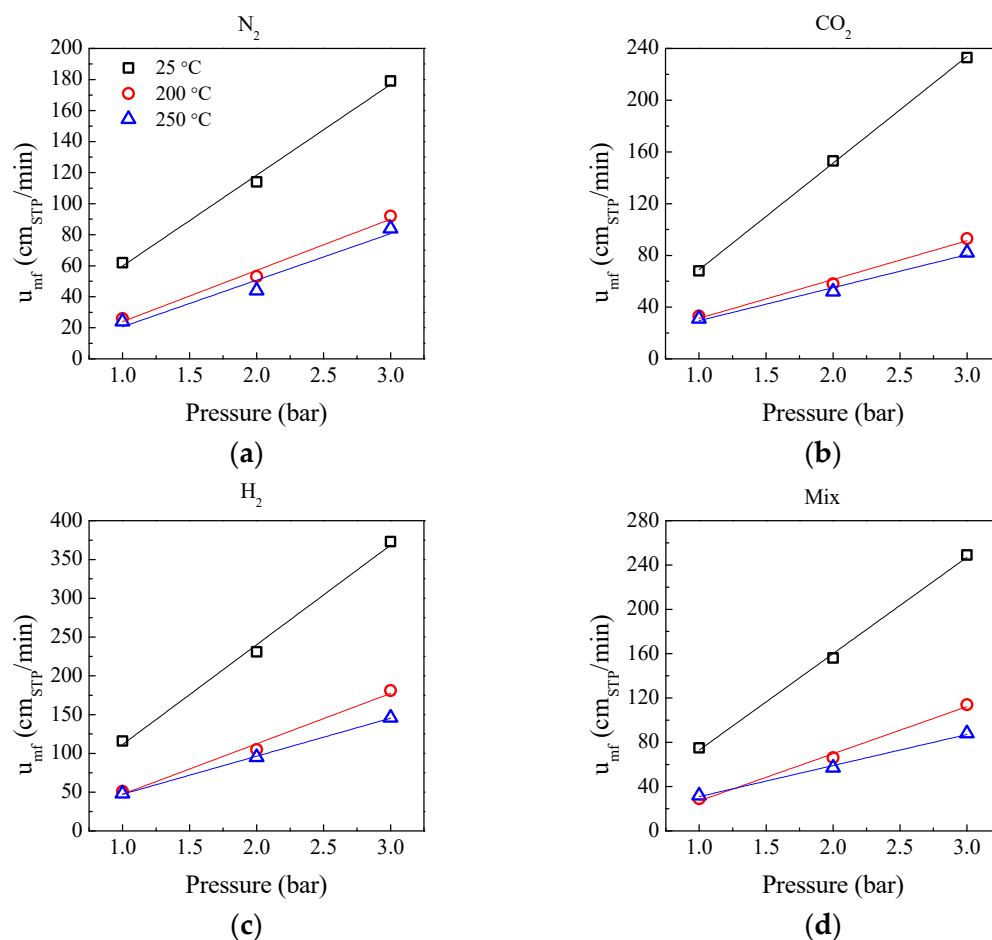 N2
200
180
160
140
120
100
80
60
40
20
0
25 °C
200 °C
250 °C
umf (cmSTP/min)
1.0 1.5 2.0 2.5 3.0
Pressure (bar)
(a)
CO2
240
200
160
120
80
40
0
umf (cmSTP/min)
1.0 1.5 2.0 2.5 3.0
Pressure (bar)
(b)
H2
400
350
300
250
200
150
100
50
0
umf (cmSTP/min)
1.0 1.5 2.0 2.5 3.0
Pressure (bar)
(c)
Mix
280
240
200
160
120
80
40
0
umf (cmSTP/min)
1.0 1.5 2.0 2.5 3.0
Pressure (bar)
(d)